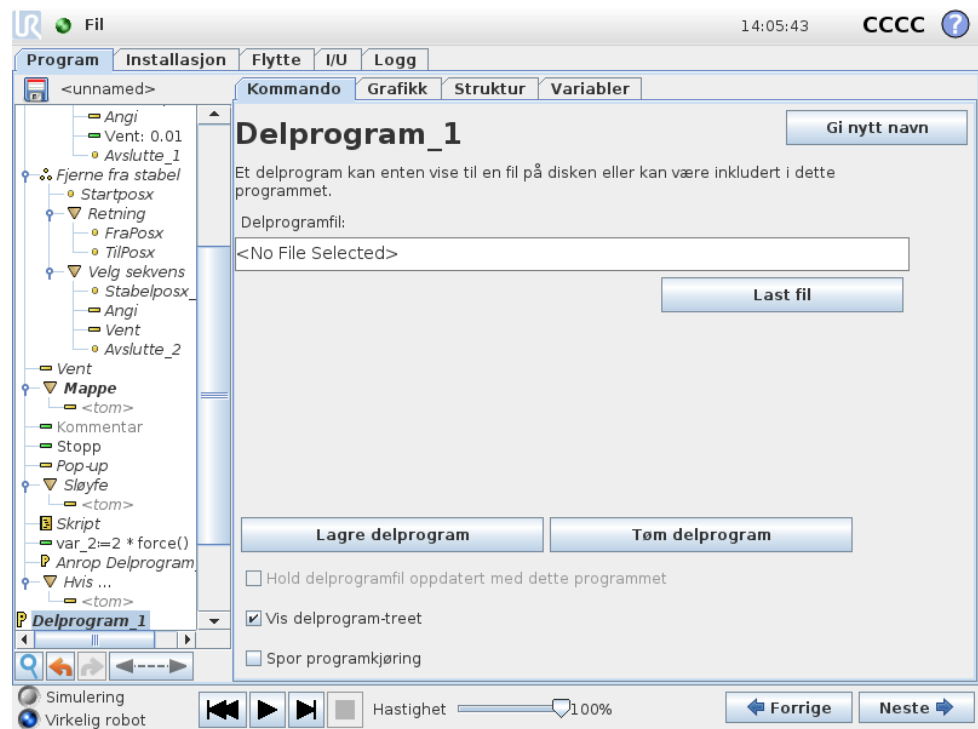 UR Fil 14:05:43 CCCC ?
Program Installasjon Flytte I/U Logg
<unnamed>
Kommando Grafikk Struktur Variabler
Angi
Vent: 0.01
Avslutte_1
Fjerne fra stabel
Startposx
Retning
FraPosx
TilPosx
Velg sekvens
Stabelposx_
Angi
Vent
Avslutte_2
Vent
Mappe
<tom>
Kommentar
Stopp
Pop-up
Sløyfe
<tom>
Skript
var_2:=2 * force()
Anrop Delprogram
Hvis ...
<tom>
Delprogram_1
Delprogram_1
Gi nytt navn
Et delprogram kan enten vise til en fil på disken eller kan være inkludert i dette
programmet.
Delprogramfil:
<No File Selected>
Last fil
Lagre delprogram Tøm delprogram
Hold delprogramfil oppdatert med dette programmet
Vis delprogram-treet
Spor programkjøring
Simulering
Virkelig robot
Hastighet 100%
Forrige Neste